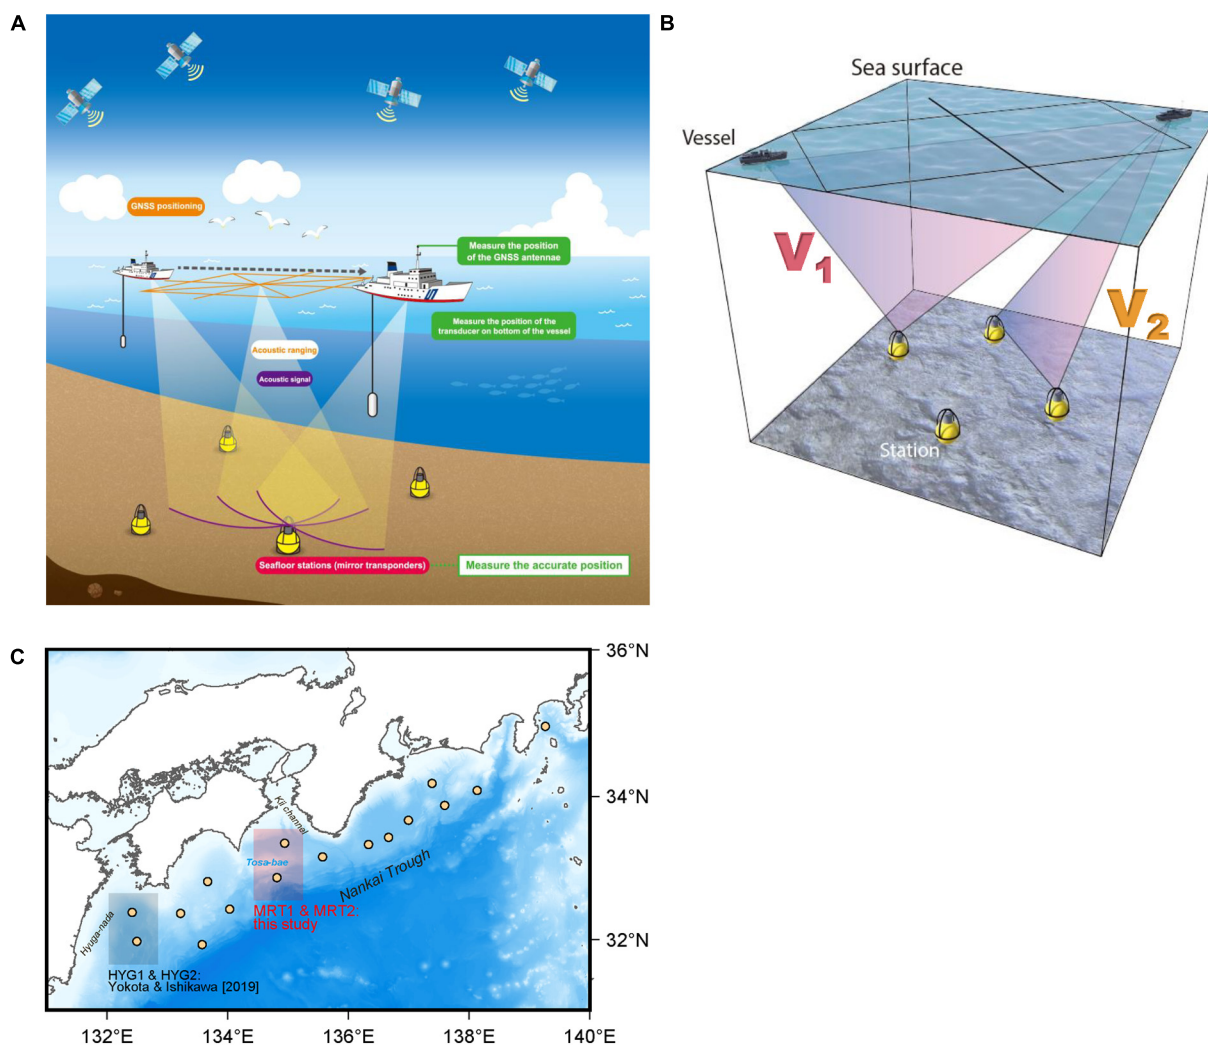 A
GNSS positioning
Measure the position
of the GNSS antennae
Measure the position of the
transducer on bottom of the vessel
Acoustic ranging
Acoustic signal
Seafloor stations (mirror transponders)
Measure the accurate position
B
Sea surface
Vessel
V1
V2
Station
C
36°N
34°N
32°N
Kii channel
Tosa-bae
Nankai Trough
MRT1 & MRT2:
this study
Hyuga-nada
HYG1 & HYG2:
Yokota & Ishikawa [2019]
132°E
134°E
136°E
138°E
140°E